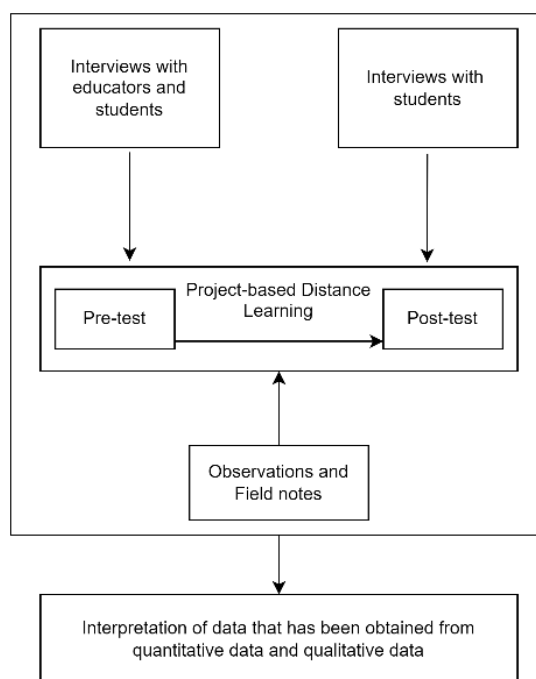 Interviews with
educators and
students
Interviews with
students
Project-based Distance
Learning
Pre-test
Post-test
Observations and
Field notes
Interpretation of data that has been obtained from
quantitative data and qualitative data